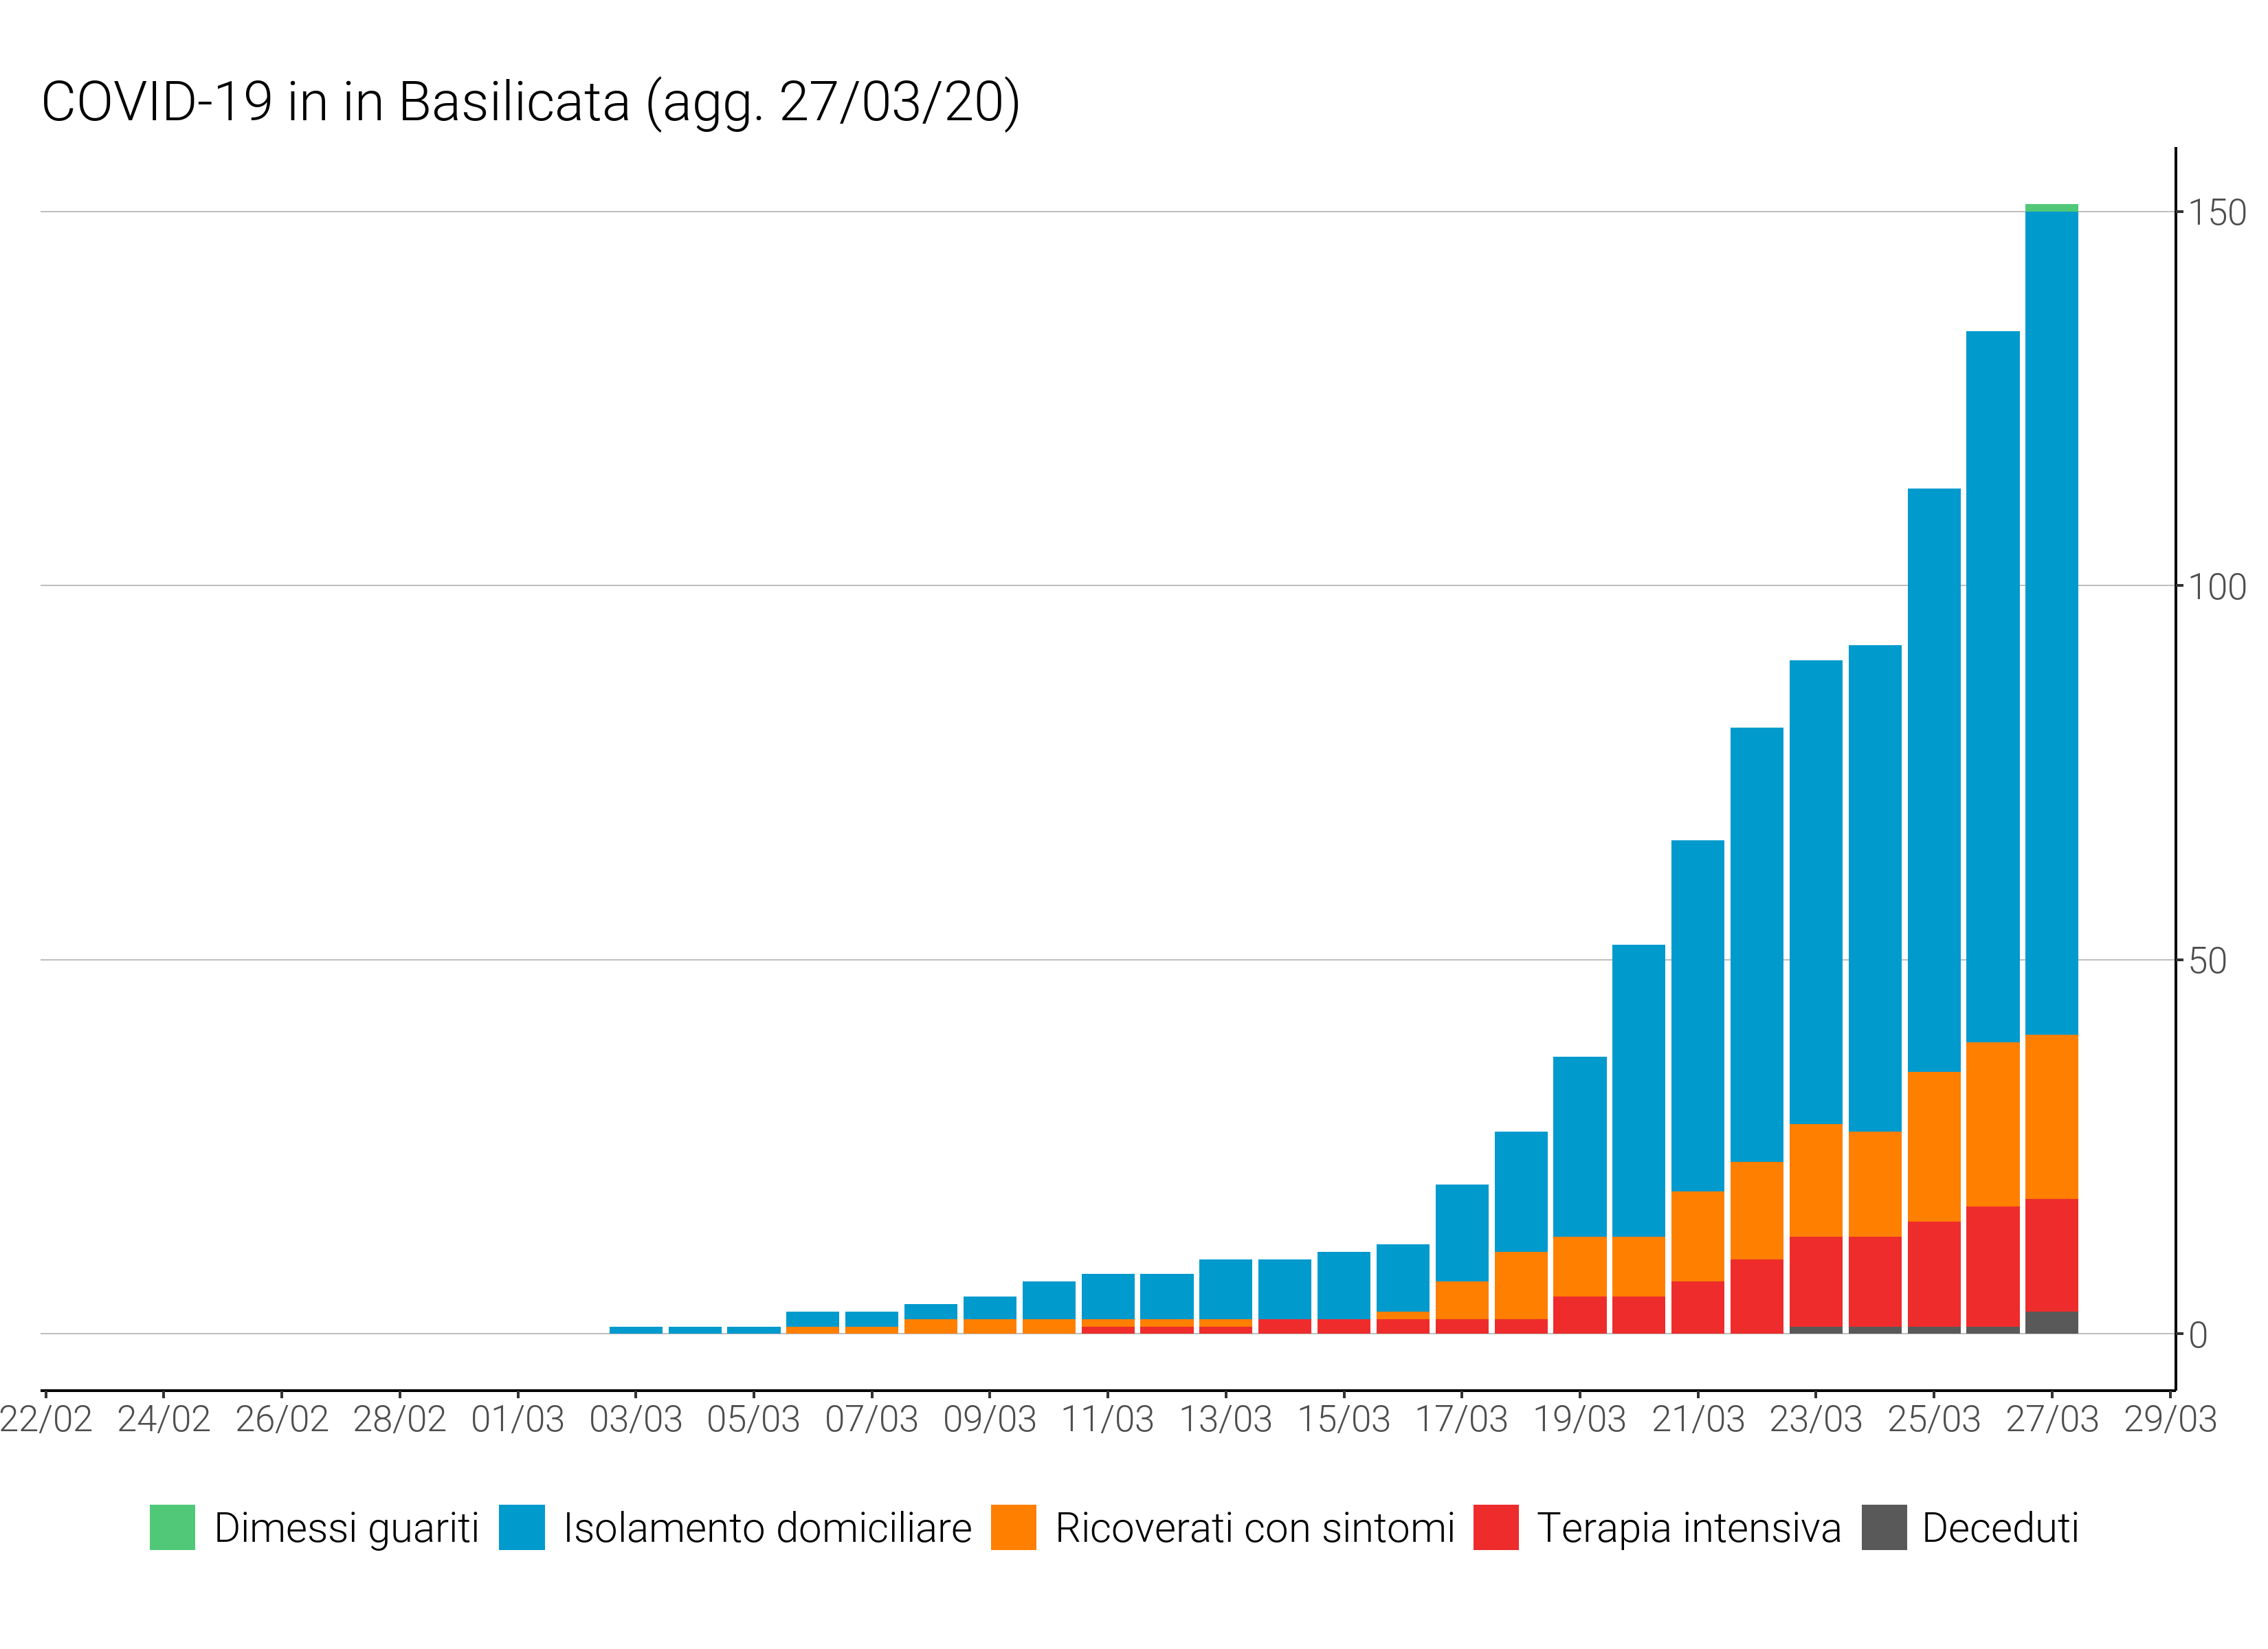 COVID-19 in in Basilicata (agg. 27/03/20)
150
100
50
0
22/02 24/02 26/02 28/02 01/03 03/03 05/03 07/03 09/03 11/03 13/03 15/03 17/03 19/03 21/03 23/03 25/03 27/03 29/03
Dimessi guariti Isolamento domiciliare Ricoverati con sintomi Terapia intensiva Deceduti